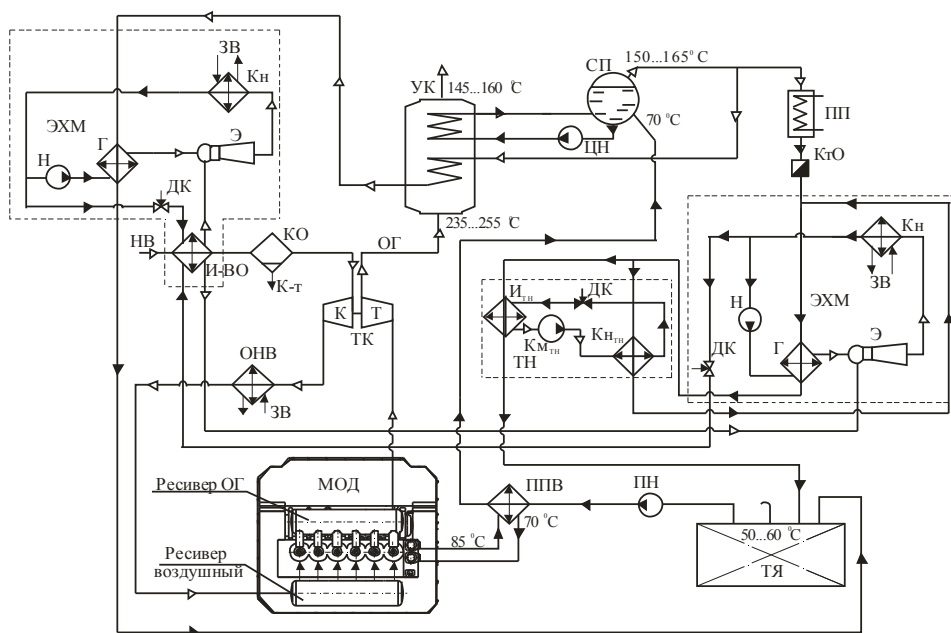 ЗВ
Кн
ЭХМ
Э
Н
Г
ДК
НВ
И-ВО
КО
К-т
ОГ
К
Т
ТК
ОНВ
ЗВ
УК
145...160 °С
235...255 °С
СП
150...165°С
70 °С
ЦН
ПП
КтО
Кн
ЗВ
Н
ЭХМ
Э
Г
ДК
Итн
ДК
Кмтн
Кнтн
ТН
МОД
Ресивер ОГ
Ресивер
воздушный
85 °С
ППВ
70 °С
ПН
50...60 °С
ТЯ